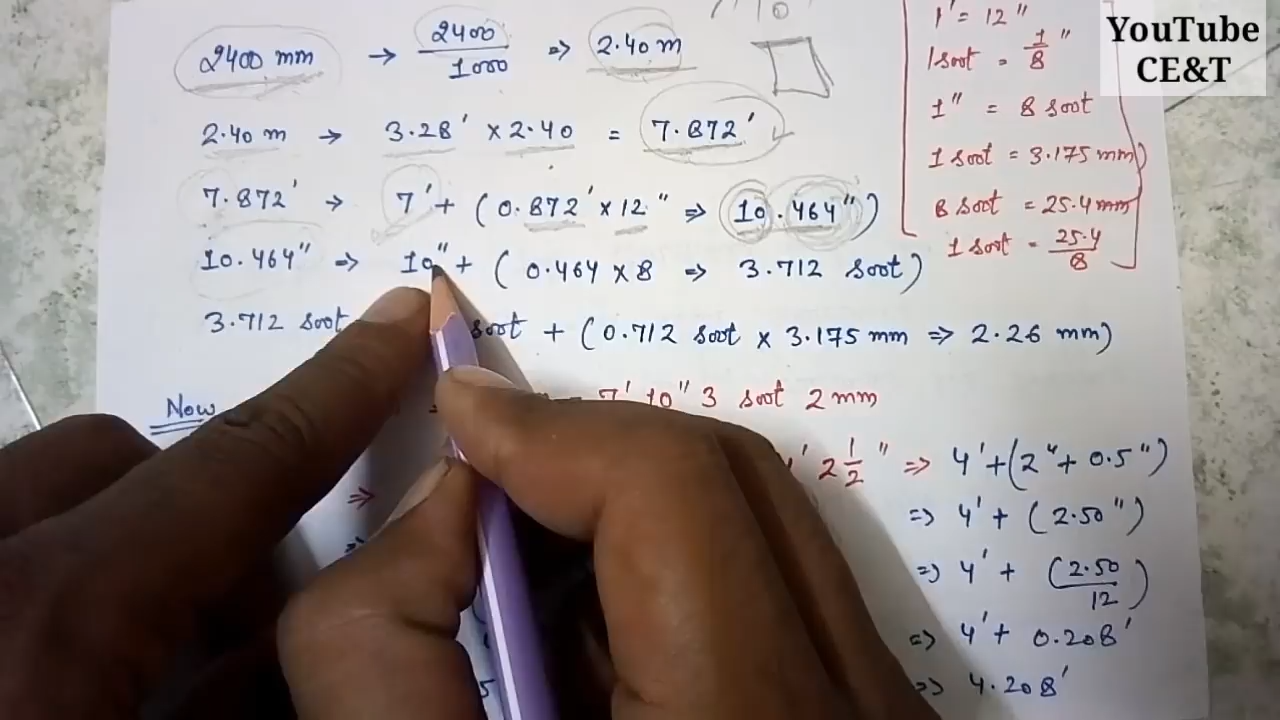 YouTube
CE&T
2400 mm → 2400/1000 ⇒ 2.40 m
2.40 m → 3.28' × 2.40 = 7.872'
7.872' → 7' + (0.872' × 12" ⇒ 10.464")
10.464" ⇒ 10" + (0.464 × 8 ⇒ 3.712 soot)
3.712 soot soot + (0.712 soot × 3.175 mm ⇒ 2.26 mm)
7' 10" 3 soot 2 mm
1' = 12"
1 soot = 1/8"
1" = 8 soot
1 soot = 3.175 mm
8 soot = 25.4 mm
1 soot = 25.4/8
Now
2 1/2" ⇒ 4' + (2" + 0.5")
⇒ 4' + (2.50")
⇒ 4' + (2.50/12)
⇒ 4' + 0.208'
⇒ 4.208'